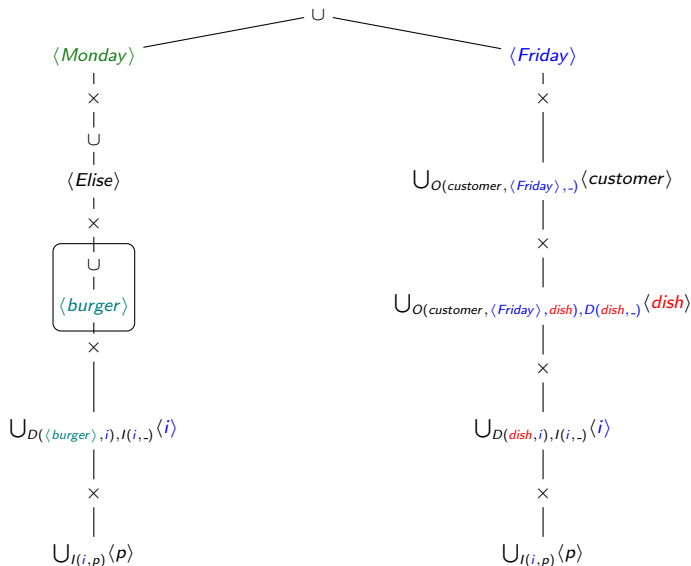 ∪
⟨Monday⟩ ⟨Friday⟩
× ×
∪
⟨Elise⟩ ⋃O(customer,⟨Friday⟩,_)⟨customer⟩
× ×
∪
⟨burger⟩ ⋃O(customer,⟨Friday⟩,dish),D(dish,_)⟨dish⟩
× ×
⋃D(⟨burger⟩,i),I(i,_)⟨i⟩ ⋃D(dish,i),I(i,_)⟨i⟩
× ×
⋃I(i,p)⟨p⟩ ⋃I(i,p)⟨p⟩